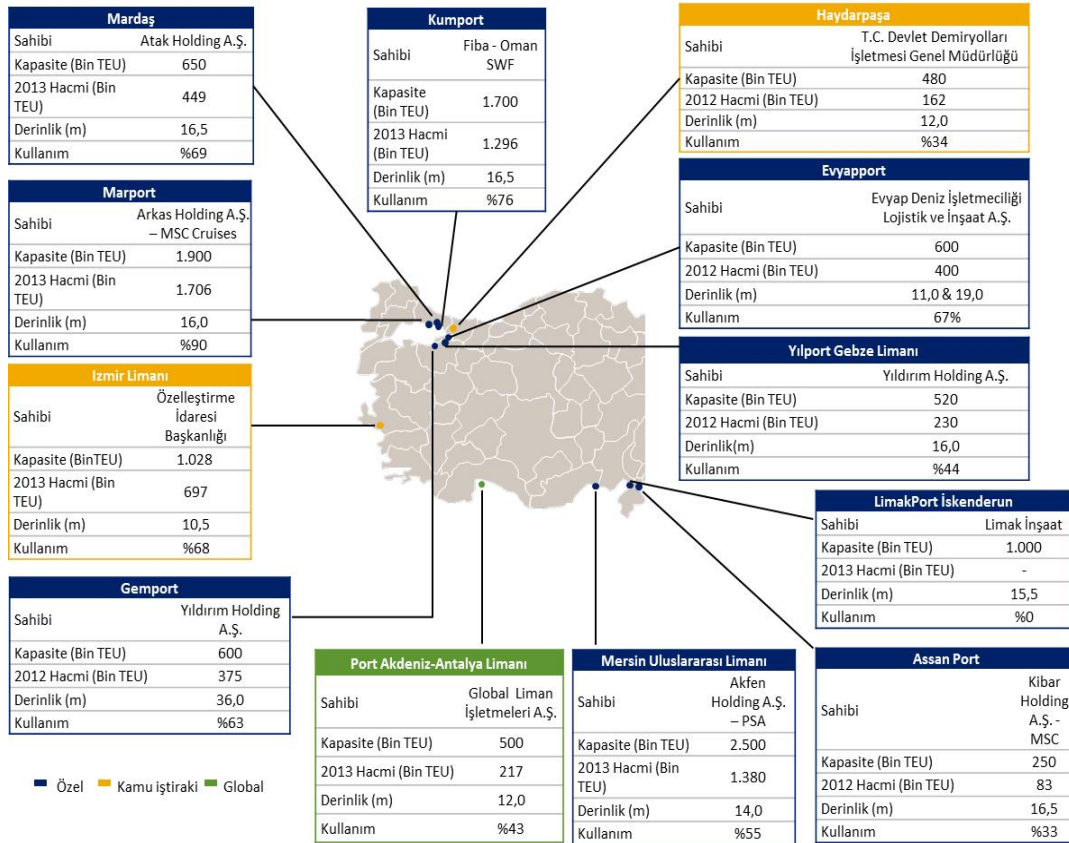 Mardaş
Sahibi Atak Holding A.Ş.
Kapasite (Bin TEU) 650
2013 Hacmi (Bin
TEU) 449
Derinlik (m) 16,5
Kullanım %69
Kumport
Sahibi Fiba - Oman
SWF
Kapasite
(Bin TEU) 1.700
2013 Hacmi
(Bin TEU) 1.296
Derinlik (m) 16,5
Kullanım %76
Haydarpaşa
Sahibi T.C. Devlet Demiryolları
İşletmesi Genel Müdürlüğü
Kapasite (Bin TEU) 480
2012 Hacmi (Bin TEU) 162
Derinlik (m) 12,0
Kullanım %34
Marport
Sahibi Arkas Holding A.Ş.
– MSC Cruises
Kapasite (Bin TEU) 1.900
2013 Hacmi (Bin
TEU) 1.706
Derinlik (m) 16,0
Kullanım %90
Evyapport
Sahibi Evyap Deniz İşletmeciliği
Lojistik ve İnşaat A.Ş.
Kapasite (Bin TEU) 600
2012 Hacmi (Bin TEU) 400
Derinlik (m) 11,0 & 19,0
Kullanım 67%
Izmir Limanı
Sahibi Özelleştirme
İdaresi
Başkanlığı
Kapasite (BinTEU) 1.028
2013 Hacmi (Bin
TEU) 697
Derinlik (m) 10,5
Kullanım %68
Yılport Gebze Limanı
Sahibi Yıldırım Holding A.Ş.
Kapasite (Bin TEU) 520
2012 Hacmi (Bin TEU) 230
Derinlik(m) 16,0
Kullanım %44
LimakPort İskenderun
Sahibi Limak İnşaat
Kapasite (Bin TEU) 1.000
2013 Hacmi (Bin TEU) -
Derinlik (m) 15,5
Kullanım %0
Gemport
Sahibi Yıldırım Holding
A.Ş.
Kapasite (Bin TEU) 600
2012 Hacmi (Bin TEU) 375
Derinlik (m) 36,0
Kullanım %63
Port Akdeniz-Antalya Limanı
Sahibi Global Liman
İşletmeleri A.Ş.
Kapasite (Bin TEU) 500
2013 Hacmi (Bin TEU) 217
Derinlik (m) 12,0
Kullanım %43
Mersin Uluslararası Limanı
Sahibi Akfen
Holding A.Ş.
– PSA
Kapasite (Bin TEU) 2.500
2013 Hacmi (Bin
TEU) 1.380
Derinlik (m) 14,0
Kullanım %55
Assan Port
Sahibi Kibar
Holding
A.Ş. -
MSC
Kapasite (Bin TEU) 250
2012 Hacmi (Bin TEU) 83
Derinlik (m) 16,5
Kullanım %33
Özel Kamu iştiraki Global